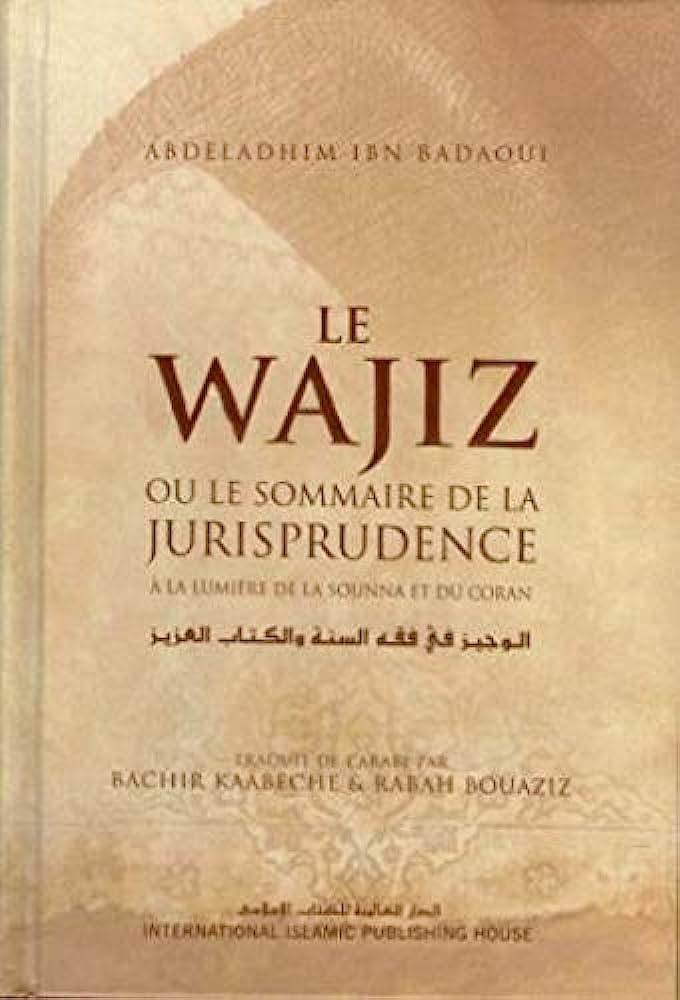 ABDELADHIM IBN BADAOUI
LE
WAJIZ
OU LE SOMMAIRE DE LA
JURISPRUDENCE
À LA LUMIÈRE DE LA SOUNNA ET DU CORAN
الوجيز في فقه السنة والكتاب العزيز
TRADUIT DE L'ARABE PAR
BACHIR KAABECHE & RABAH BOUAZIZ
الدار العالمية للكتاب الإسلامي
INTERNATIONAL ISLAMIC PUBLISHING HOUSE